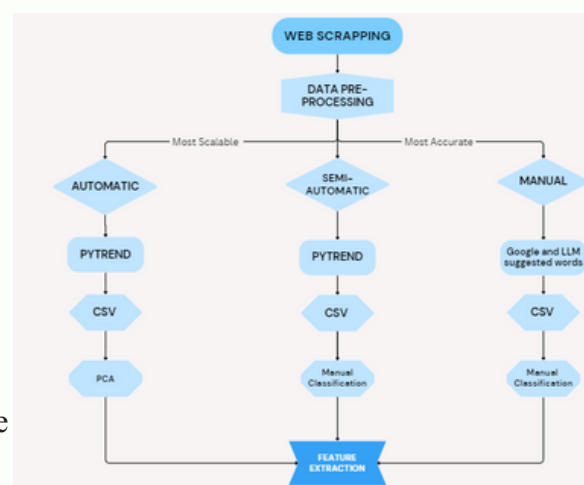 WEB SCRAPPING
DATA PRE-
PROCESSING
Most Scalable
Most Accurate
AUTOMATIC
SEMI-
AUTOMATIC
MANUAL
PYTREND
PYTREND
Google and LLM
suggested words
CSV
CSV
CSV
PCA
Manual
Classification
Manual
Classification
e
FEATURE
EXTRACTION